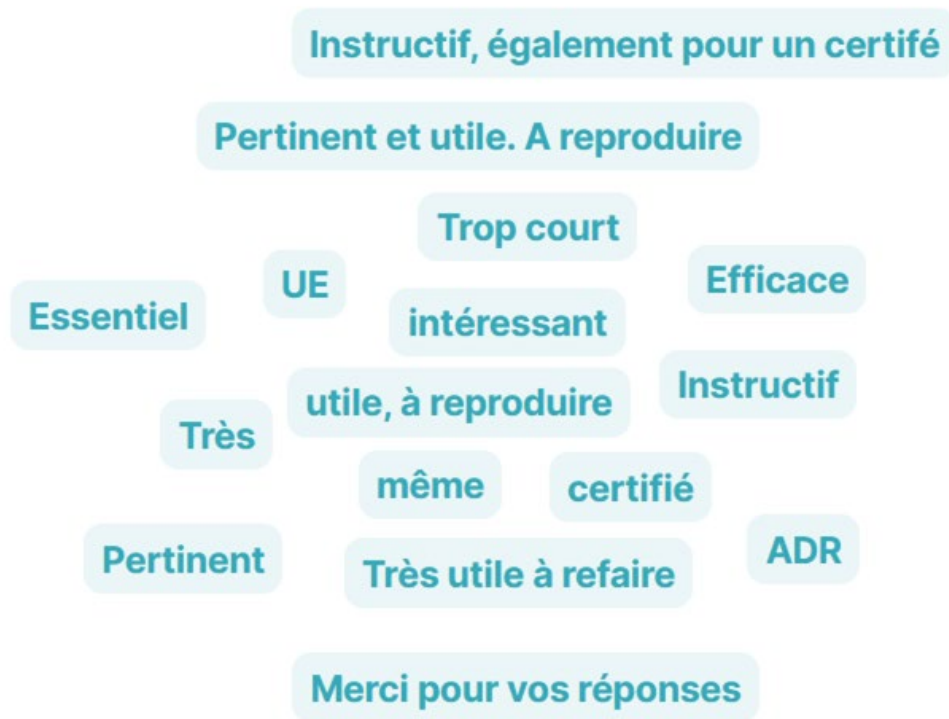 Instructif, également pour un certifé
Pertinent et utile. A reproduire
Trop court
UE
Efficace
Essentiel
intéressant
Instructif
utile, à reproduire
Très
même
certifié
Pertinent
Très utile à refaire
ADR
Merci pour vos réponses